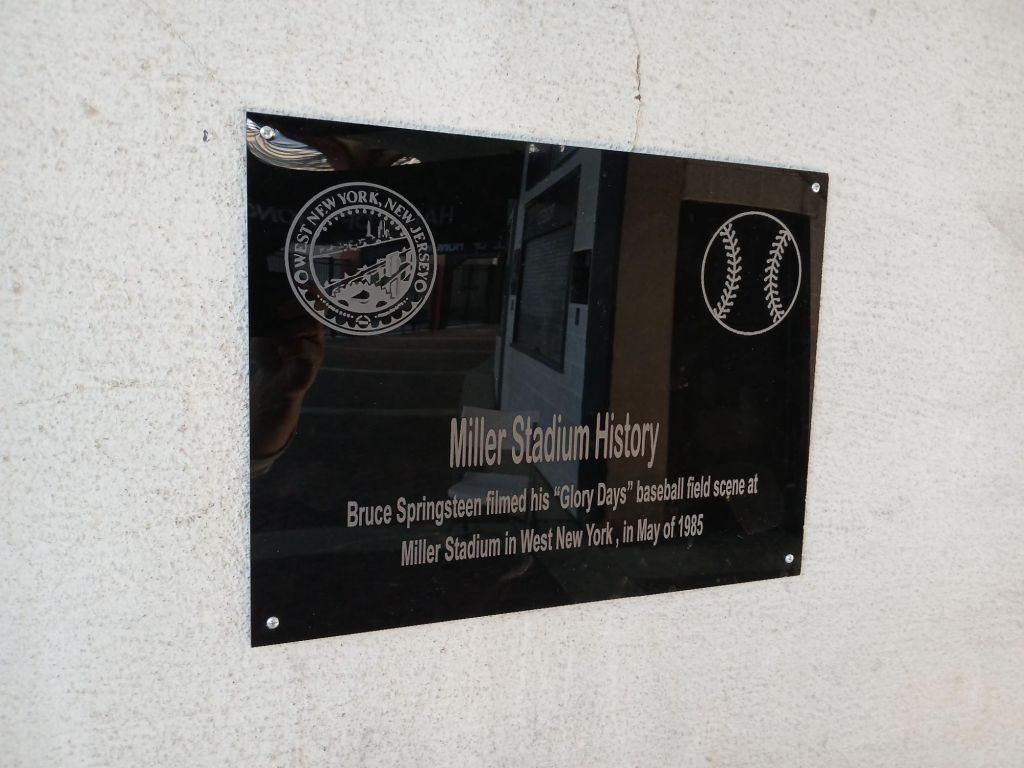 WEST NEW YORK, NEW JERSEY
Miller Stadium History
Bruce Springsteen filmed his “Glory Days” baseball field scene at
Miller Stadium in West New York , in May of 1985